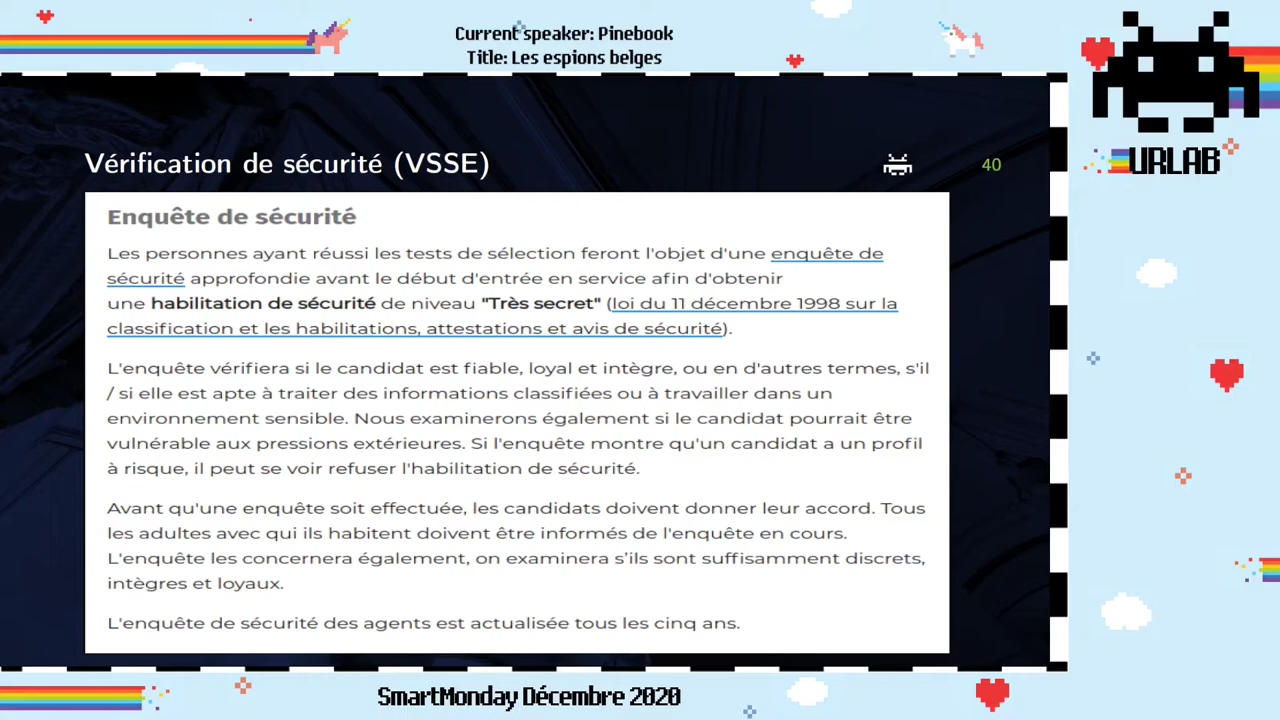 Current speaker: Pinebook
Title: Les espions belges
URLAB
Vérification de sécurité (VSSE)
40
Enquête de sécurité
Les personnes ayant réussi les tests de sélection feront l'objet d'une enquête de
sécurité approfondie avant le début d'entrée en service afin d'obtenir
une habilitation de sécurité de niveau "Très secret" (loi du 11 décembre 1998 sur la
classification et les habilitations, attestations et avis de sécurité).
L'enquête vérifiera si le candidat est fiable, loyal et intègre, ou en d'autres termes, s'il
/ si elle est apte à traiter des informations classifiées ou à travailler dans un
environnement sensible. Nous examinerons également si le candidat pourrait être
vulnérable aux pressions extérieures. Si l'enquête montre qu'un candidat a un profil
à risque, il peut se voir refuser l'habilitation de sécurité.
Avant qu'une enquête soit effectuée, les candidats doivent donner leur accord. Tous
les adultes avec qui ils habitent doivent être informés de l'enquête en cours.
L'enquête les concernera également, on examinera s’ils sont suffisamment discrets,
intègres et loyaux.
L'enquête de sécurité des agents est actualisée tous les cinq ans.
SmartMonday Décembre 2020